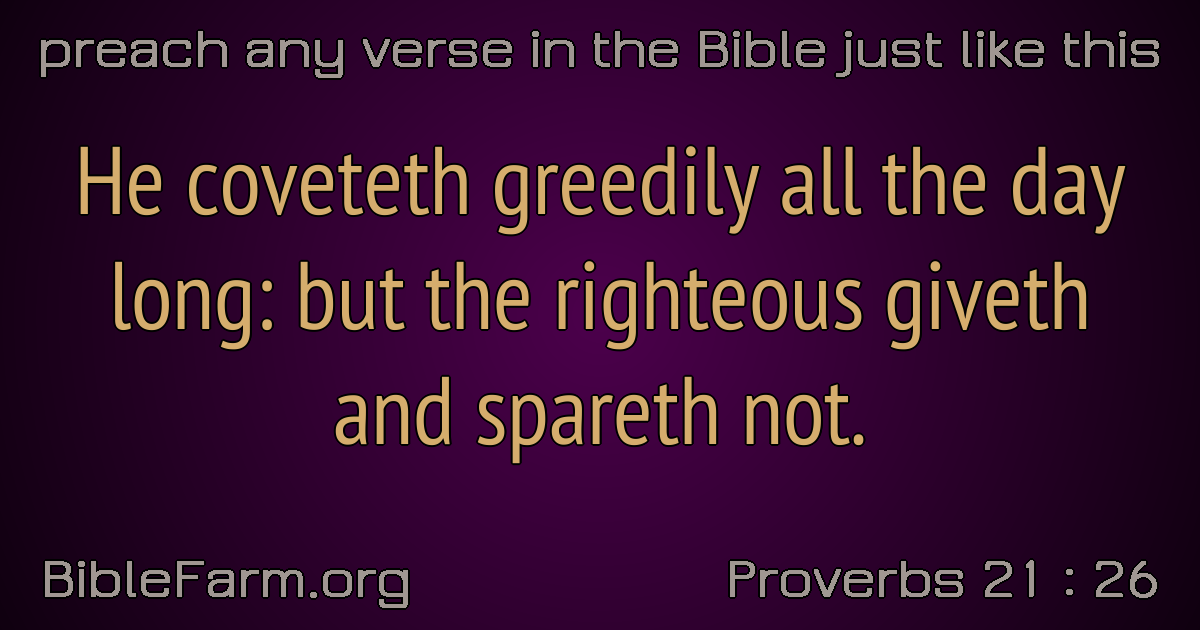 preach any verse in the Bible just like this
He coveteth greedily all the day
long: but the righteous giveth
and spareth not.
BibleFarm.org
Proverbs 21 : 26